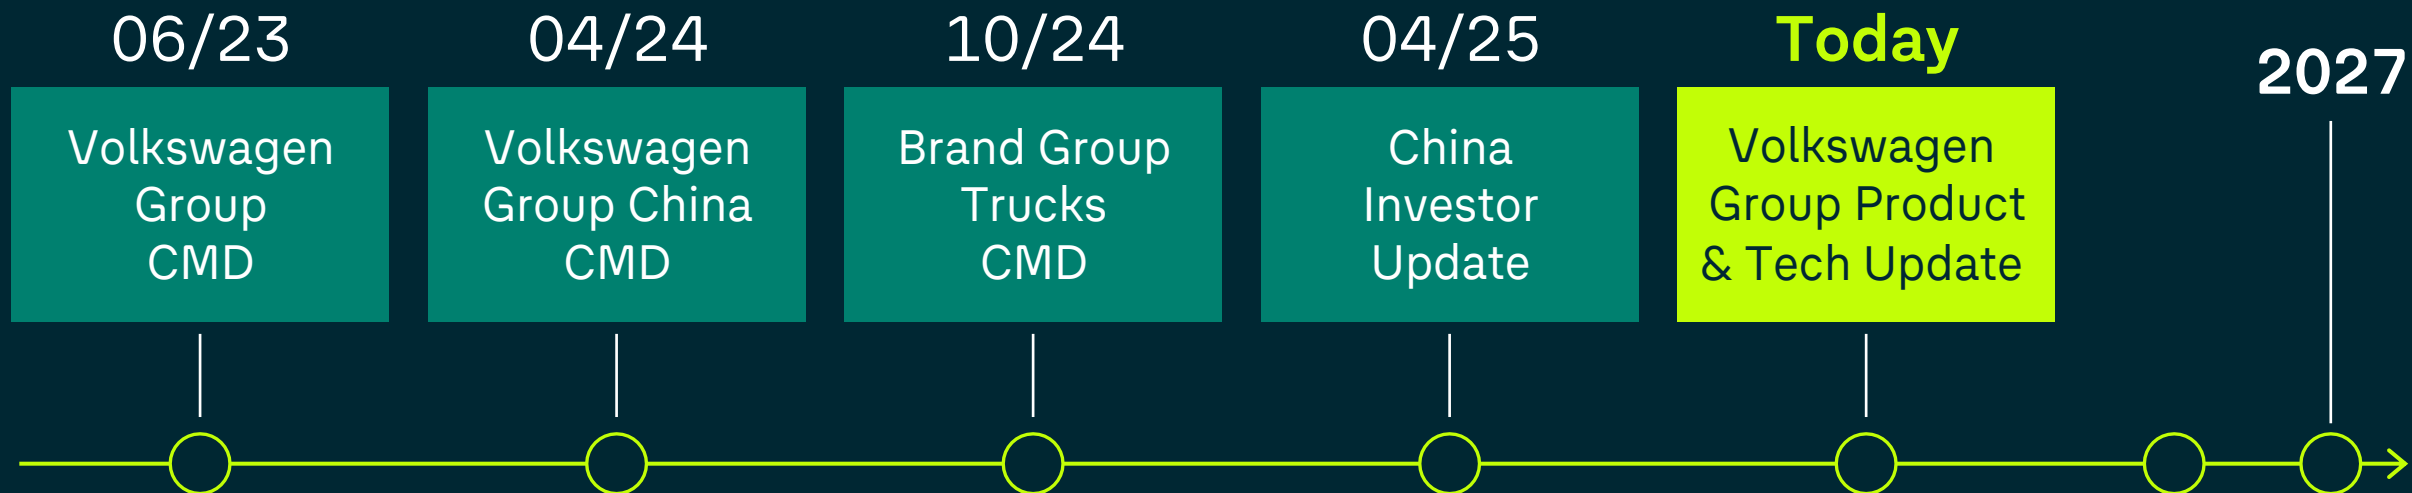 06/23
Volkswagen
Group
CMD
04/24
Volkswagen
Group China
CMD
10/24
Brand Group
Trucks
CMD
04/25
China
Investor
Update
Today
Volkswagen
Group Product
& Tech Update
2027